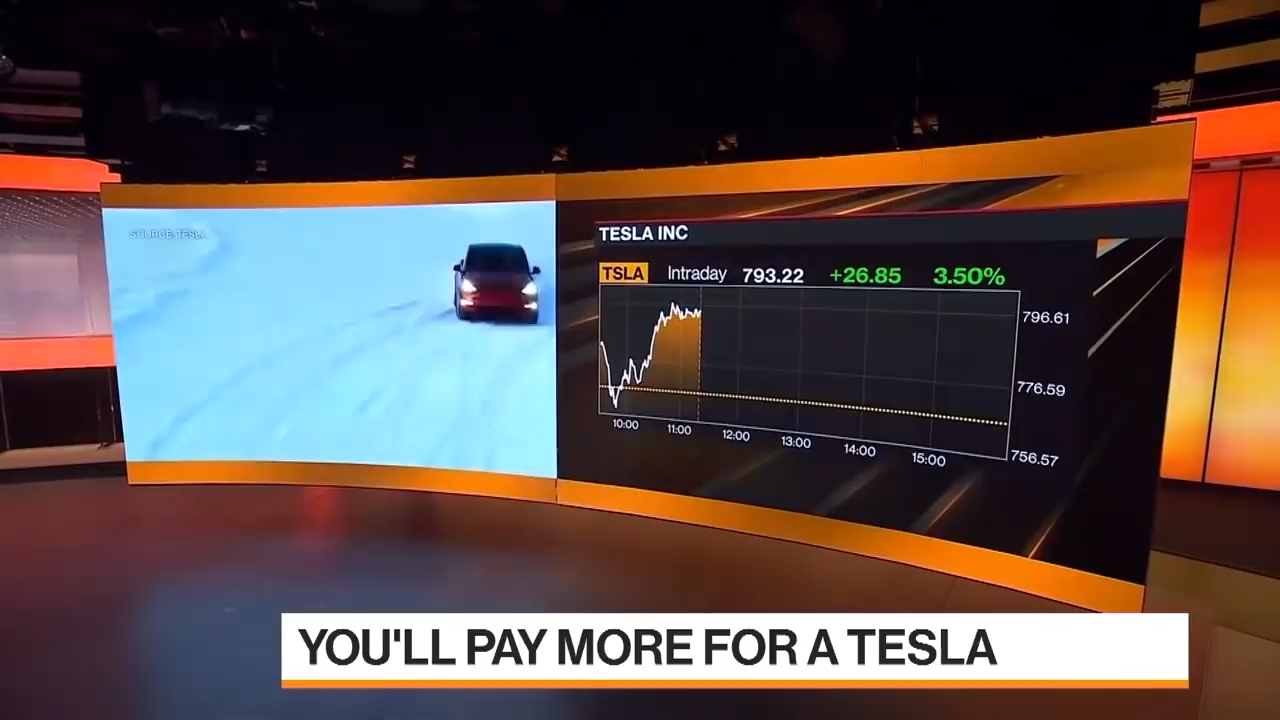 SOURCE: TESLA
TESLA INC
TSLA Intraday 793.22 +26.85 3.50%
796.61
776.59
756.57
10:00 11:00 12:00 13:00 14:00 15:00
YOU'LL PAY MORE FOR A TESLA